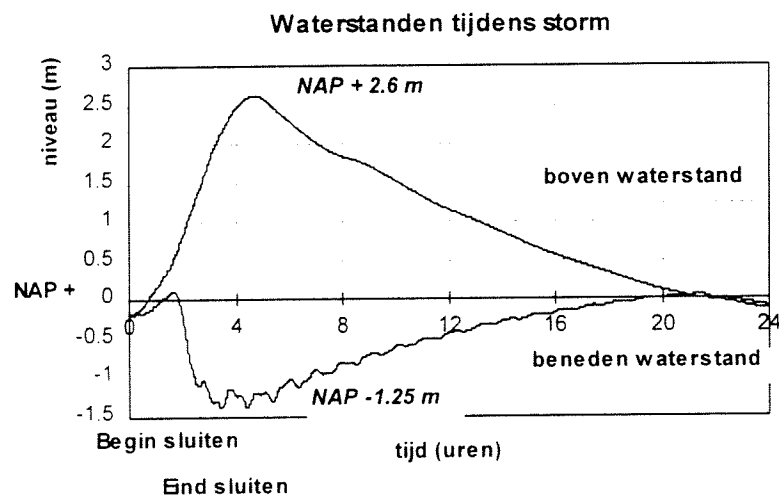 Waterstanden tijdens storm
niveau (m)
3
2.5
2
1.5
1
0.5
NAP + 0
-0.5
-1
-1.5
NAP + 2.6 m
boven waterstand
0 4 8 12 16 20 24
beneden waterstand
NAP -1.25 m
Begin sluiten
tijd (uren)
Eind sluiten